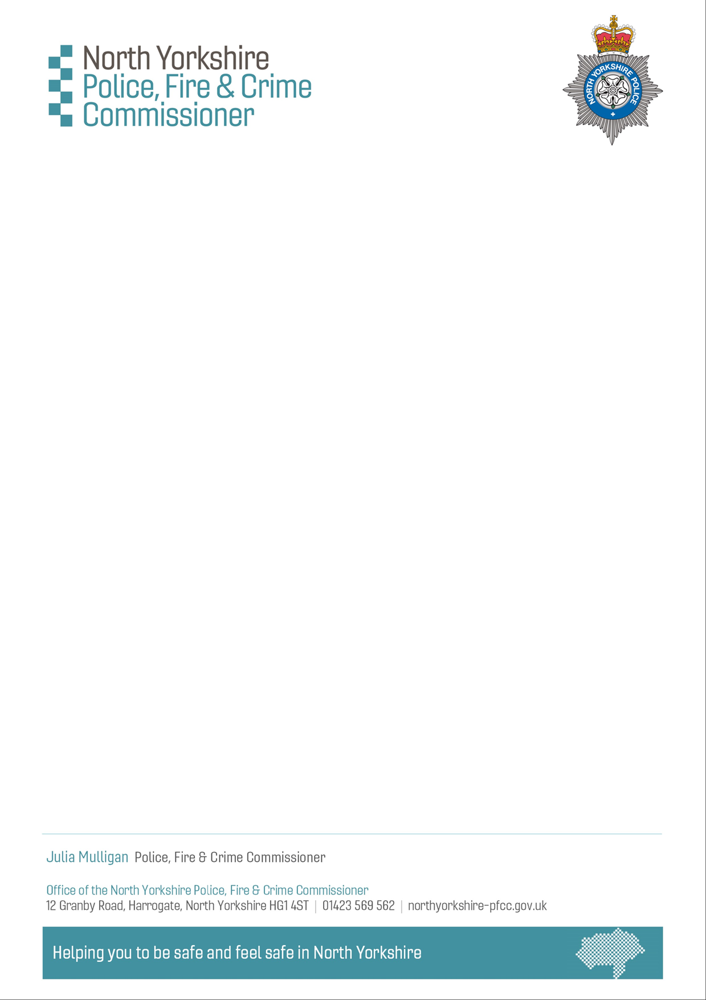 North Yorkshire
Police, Fire & Crime
Commissioner
NORTH YORKSHIRE POLICE
Julia Mulligan Police, Fire & Crime Commissioner
Office of the North Yorkshire Police, Fire & Crime Commissioner
12 Granby Road, Harrogate, North Yorkshire HG1 4ST | 01423 569 562 | northyorkshire-pfcc.gov.uk
Helping you to be safe and feel safe in North Yorkshire